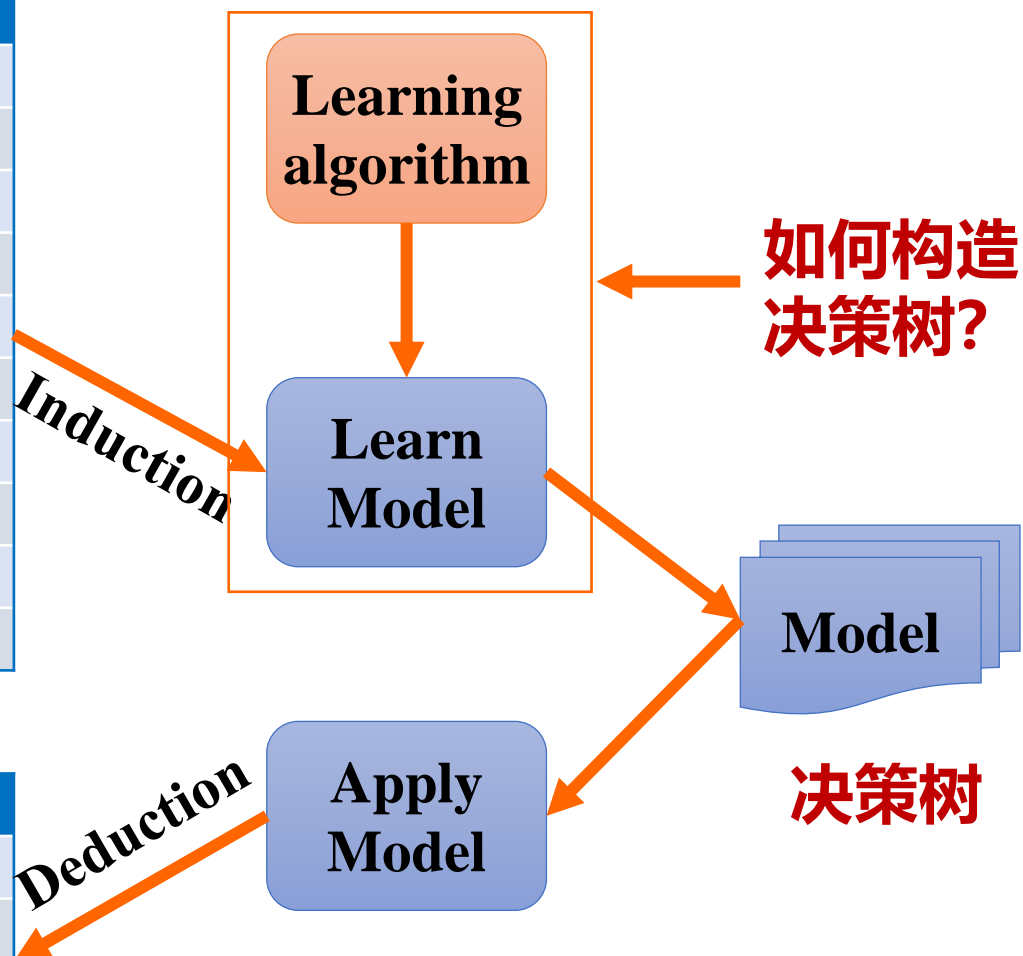 Learning
algorithm
如何构造
决策树?
Induction
Learn
Model
Model
Deduction
Apply
Model
决策树